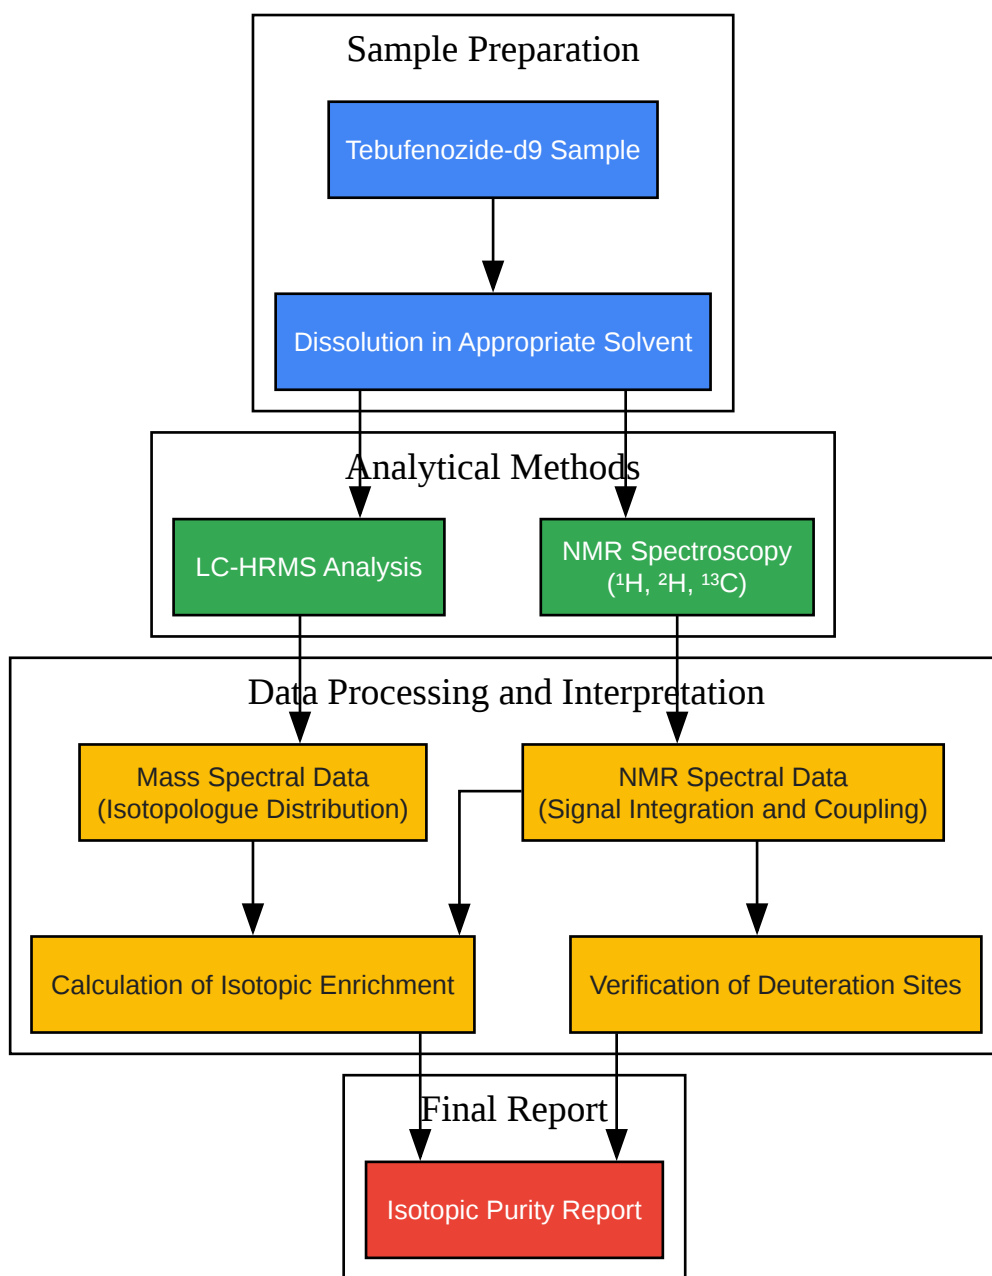 Sample Preparation
Tebufenozide-d9 Sample
Dissolution in Appropriate Solvent
Analytical Methods
LC-HRMS Analysis
NMR Spectroscopy
(¹H, ²H, ¹³C)
Data Processing and Interpretation
Mass Spectral Data
(Isotopologue Distribution)
NMR Spectral Data
(Signal Integration and Coupling)
Calculation of Isotopic Enrichment
Verification of Deuteration Sites
Final Report
Isotopic Purity Report